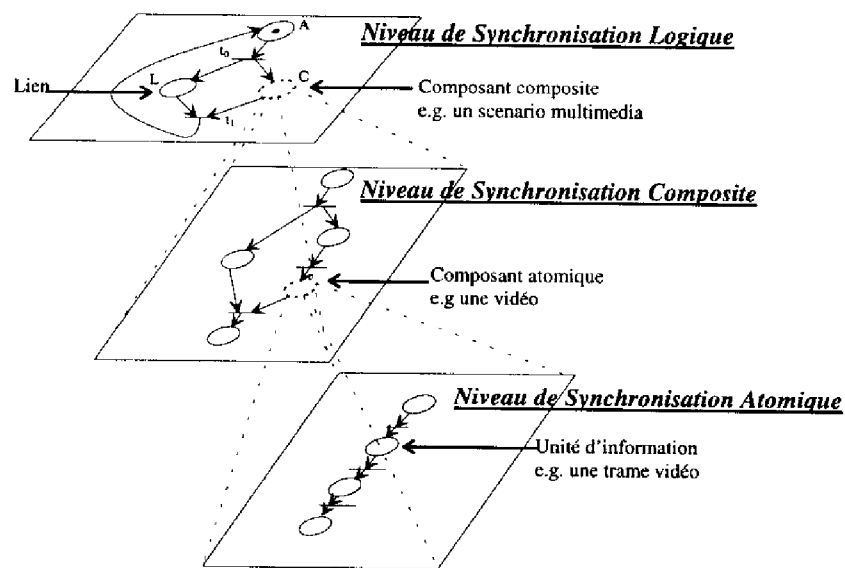 A
Niveau de Synchronisation Logique
t0
Lien
L
C
Composant composite
e.g. un scenario multimedia
t1
Niveau de Synchronisation Composite
Composant atomique
e.g une vidéo
Niveau de Synchronisation Atomique
Unité d'information
e.g. une trame vidéo